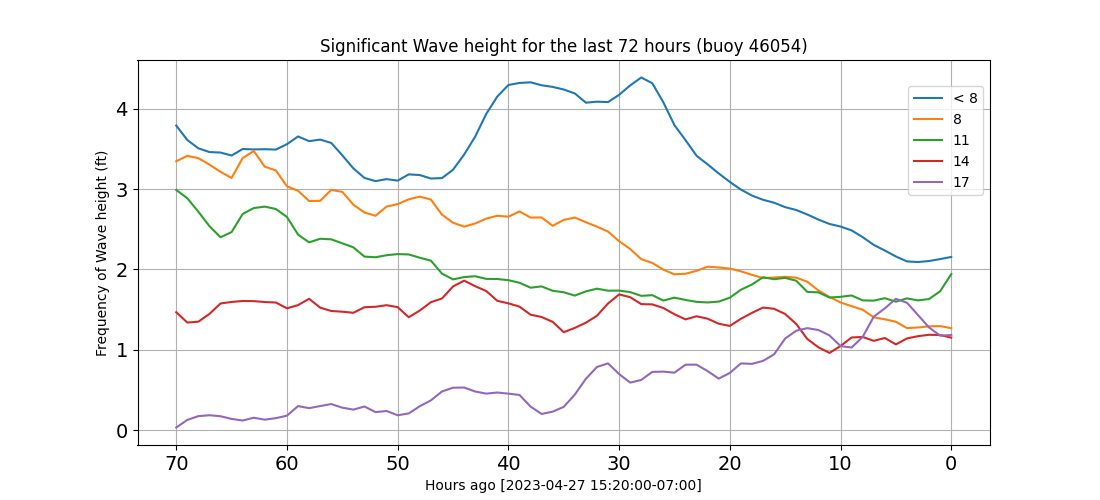 Significant Wave height for the last 72 hours (buoy 46054)
Frequency of Wave height (ft)
4
3
2
1
0
< 8
8
11
14
17
70 60 50 40 30 20 10 0
Hours ago [2023-04-27 15:20:00-07:00]